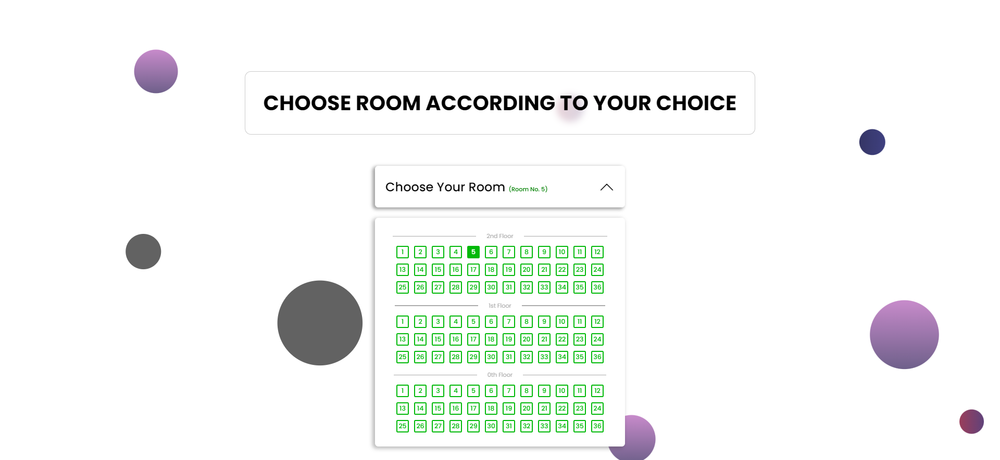 CHOOSE ROOM ACCORDING TO YOUR CHOICE
Choose Your Room (Room No. 5)
2nd Floor
1 2 3 4 5 6 7 8 9 10 11 12
13 14 15 16 17 18 19 20 21 22 23 24
25 26 27 28 29 30 31 32 33 34 35 36
1st Floor
1 2 3 4 5 6 7 8 9 10 11 12
13 14 15 16 17 18 19 20 21 22 23 24
25 26 27 28 29 30 31 32 33 34 35 36
0th Floor
1 2 3 4 5 6 7 8 9 10 11 12
13 14 15 16 17 18 19 20 21 22 23 24
25 26 27 28 29 30 31 32 33 34 35 36